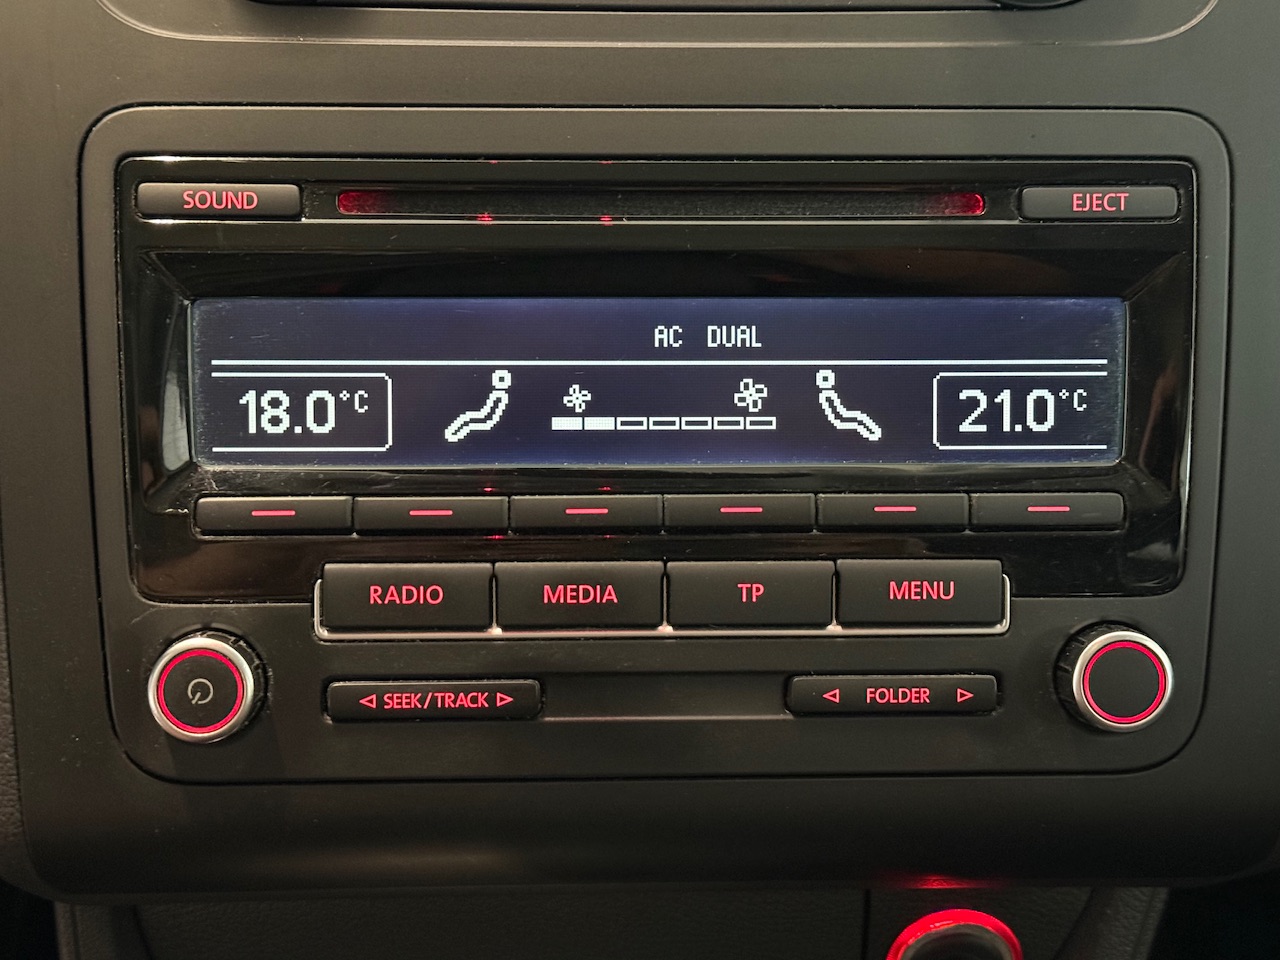 SOUND
EJECT
AC DUAL
18.0°C
21.0°C
RADIO MEDIA TP MENU
◁ SEEK/TRACK ▷
◁ FOLDER ▷